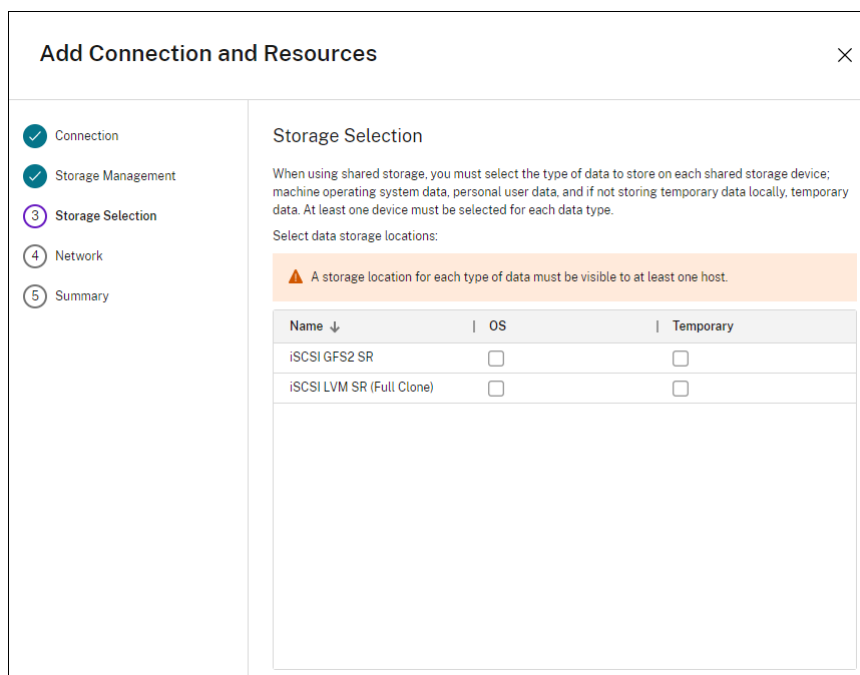 Add Connection and Resources
Connection
Storage Management
3 Storage Selection
4 Network
5 Summary
Storage Selection
When using shared storage, you must select the type of data to store on each shared storage device;
machine operating system data, personal user data, and if not storing temporary data locally, temporary
data. At least one device must be selected for each data type.
Select data storage locations:
A storage location for each type of data must be visible to at least one host.
Name ↓ | OS | Temporary
iSCSI GFS2 SR
iSCSI LVM SR (Full Clone)